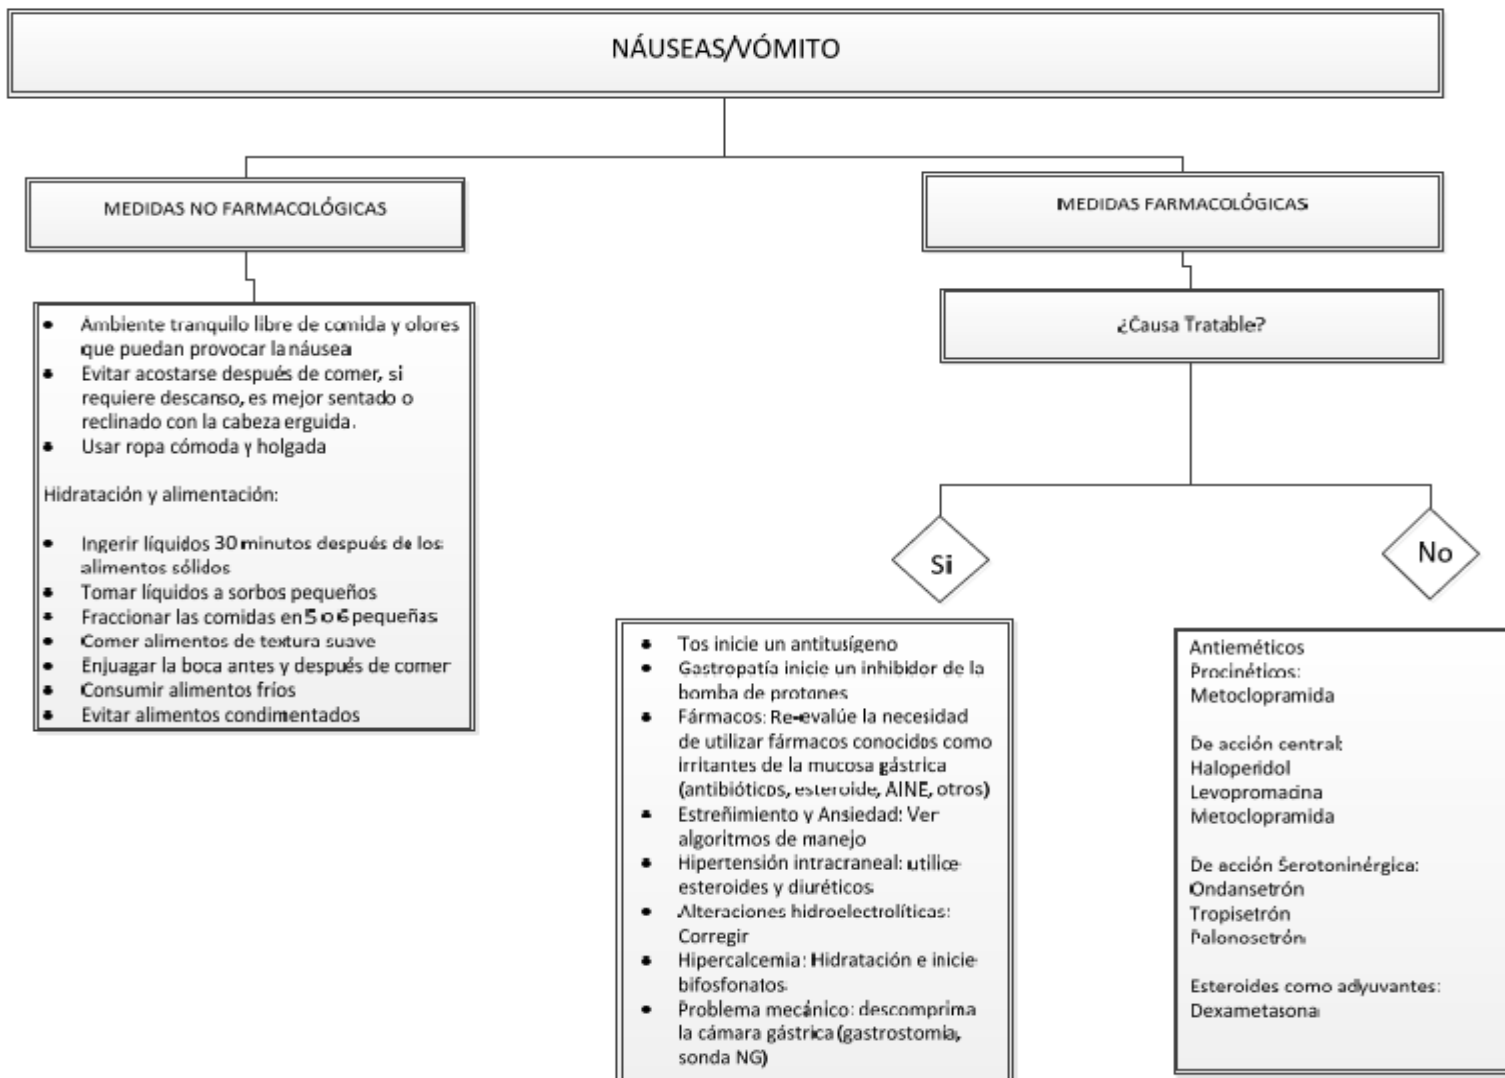 NÁUSEAS/VÓMITO
MEDIDAS NO FARMACOLÓGICAS
• Ambiente tranquilo libre de comida y olores
que puedan provocar la náusea
• Evitar acostarse después de comer, si
requiere descanso, es mejor sentado o
reclinado con la cabeza erguida.
• Usar ropa cómoda y holgada
Hidratación y alimentación:
• Ingerir líquidos 30 minutos después de los
alimentos sólidos
• Tomar líquidos a sorbos pequeños
• Fraccionar las comidas en 5 o 6 pequeñas
• Comer alimentos de textura suave
• Enjuagar la boca antes y después de comer
• Consumir alimentos fríos
• Evitar alimentos condimentados
MEDIDAS FARMACOLÓGICAS
¿Causa Tratable?
Si
• Tos inicie un antitusígeno
• Gastropatía inicie un inhibidor de la
bomba de protones
• Fármacos: Re-evalúe la necesidad
de utilizar fármacos conocidos como
irritantes de la mucosa gástrica
(antibióticos, esteroide, AINE, otros)
• Estreñimiento y Ansiedad: Ver
algoritmos de manejo
• Hipertensión intracraneal: utilice
esteroides y diuréticos
• Alteraciones hidroelectrolíticas:
Corregir
• Hipercalcemia: Hidratación e inicie
bifosfonatos
• Problema mecánico: descomprima
la cámara gástrica (gastrostomía,
sonda NG)
No
Antieméticos
Procinéticos:
Metoclopramida
De acción central:
Haloperidol
Levopromacina
Metoclopramida
De acción Serotoninérgica:
Ondansetrón
Tropisetrón
Palonosetrón
Esteroides como adyuvantes:
Dexametasona